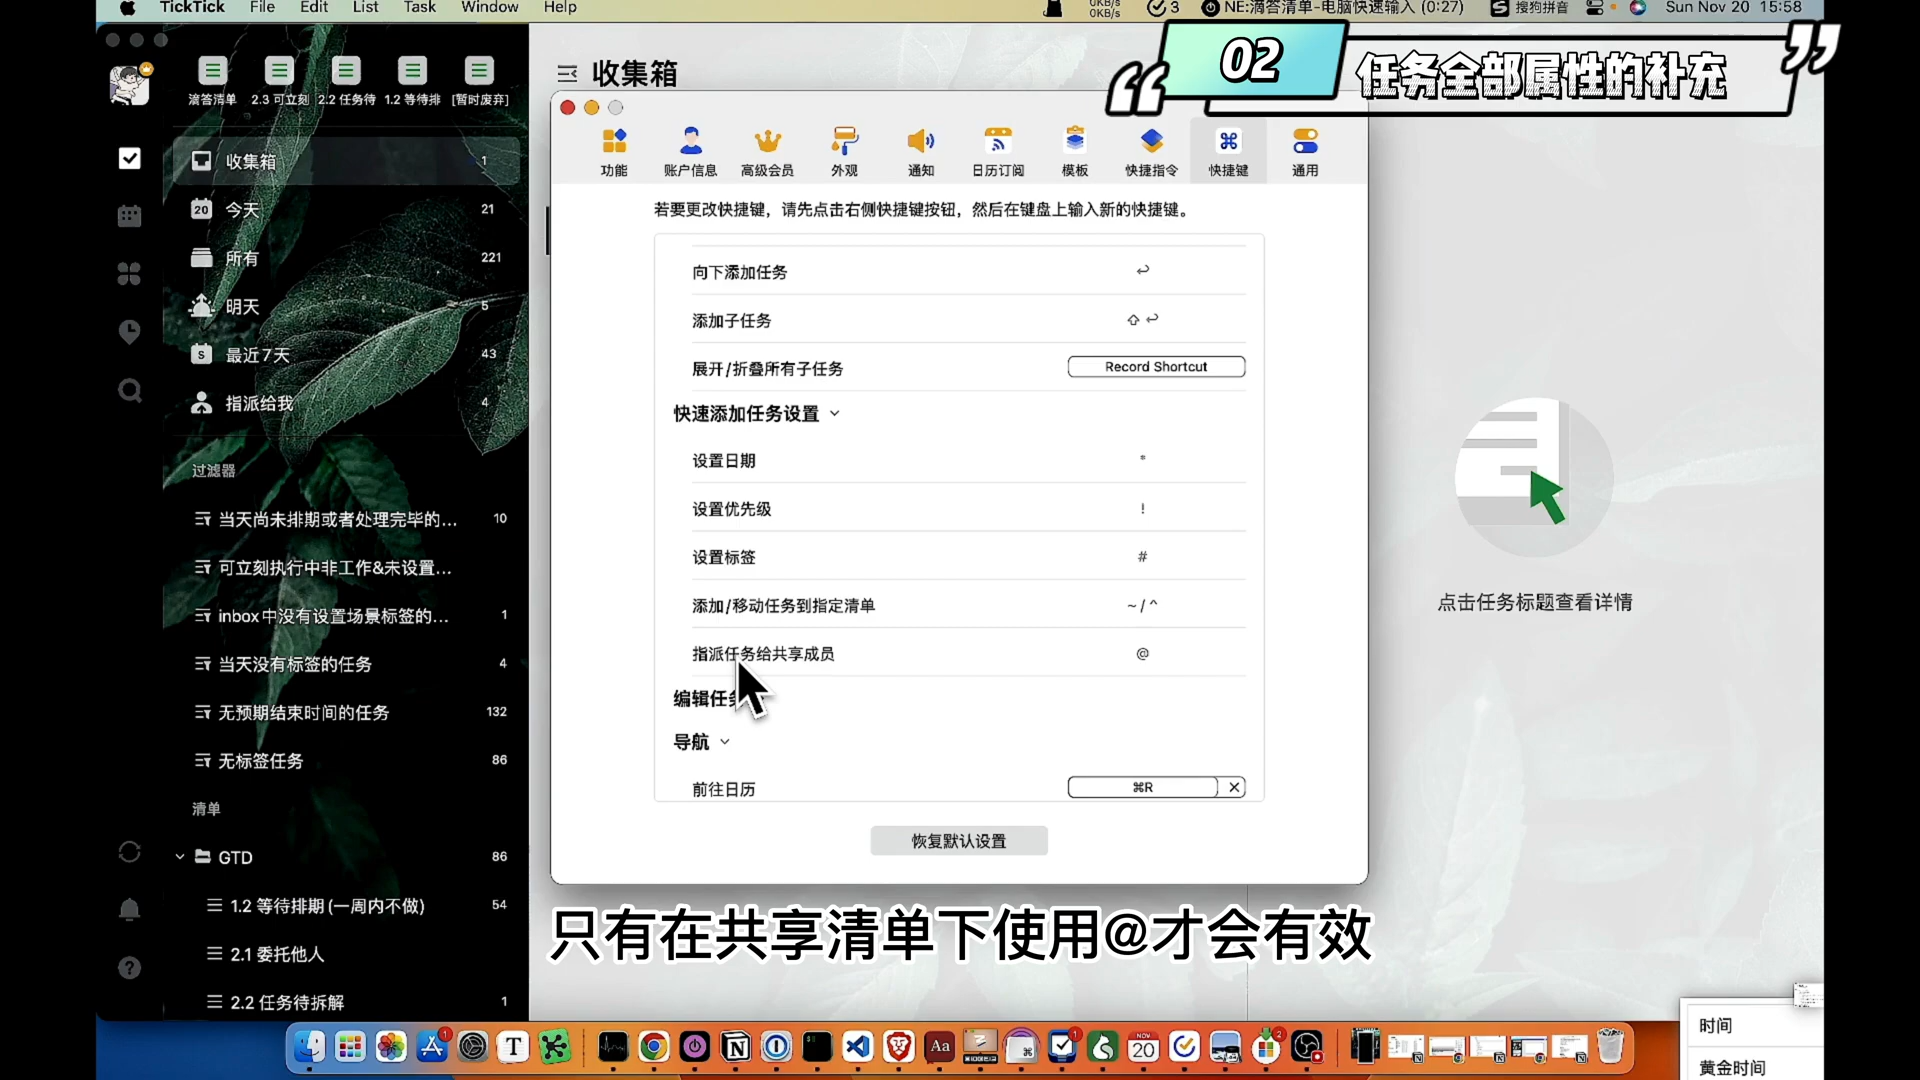 TickTick File Edit List Task Window Help
0KB/s
0KB/s
3
NE:滴答清单-电脑快速输入 (0:27)
搜狗拼音
Sun Nov 20 15:58
“ 02 任务全部属性的补充 ”
滴答清单 2.3 可立刻 2.2 任务待 1.2 等待排 [暂时废弃]
收集箱 1
20 今天 21
所有 221
明天 5
S 最近7天 43
指派给我 4
过滤器
当天尚未排期或者处理完毕的... 10
可立刻执行中非工作&未设置...
inbox中没有设置场景标签的... 1
当天没有标签的任务 4
无预期结束时间的任务 132
无标签任务 86
清单
GTD 86
1.2 等待排期 (一周内不做) 54
2.1 委托他人
2.2 任务待拆解 1
收集箱
功能 账户信息 高级会员 外观 通知 日历订阅 模板 快捷指令 快捷键 通用
若要更改快捷键，请先点击右侧快捷键按钮，然后在键盘上输入新的快捷键。
向下添加任务 ↩
添加子任务 ⇧ ↩
展开/折叠所有子任务 Record Shortcut
快速添加任务设置
设置日期 *
设置优先级 !
设置标签 #
添加/移动任务到指定清单 ~ / ^
指派任务给共享成员 @
编辑任
导航
前往日历 ⌘R ✕
恢复默认设置
点击任务标题查看详情
只有在共享清单下使用@才会有效
时间
黄金时间
1
T
N
Aa
1
NOV
20
2